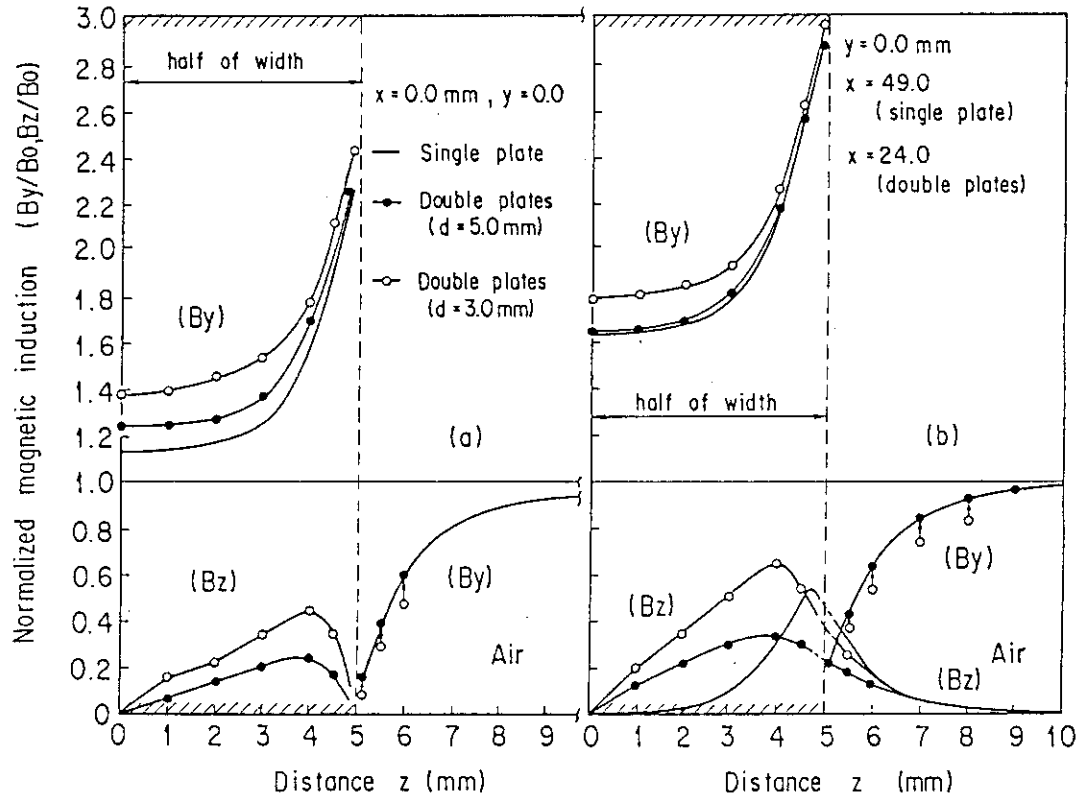 Normalized magnetic induction (By/Bo,Bz/Bo)
3.0
2.8
2.6
2.4
2.2
2.0
1.8
1.6
1.4
1.2
1.0
0.8
0.6
0.4
0.2
0
half of width
x = 0.0 mm , y = 0.0
Single plate
Double plates
(d = 5.0mm)
Double plates
(d = 3.0mm)
(By)
(a)
(Bz)
(By)
Air
0 1 2 3 4 5 6 7 8 9
Distance z (mm)
y = 0.0 mm
x = 49.0
(single plate)
x = 24.0
(double plates)
(By)
half of width
(b)
(By)
(Bz)
Air
(Bz)
0 1 2 3 4 5 6 7 8 9 10
Distance z (mm)